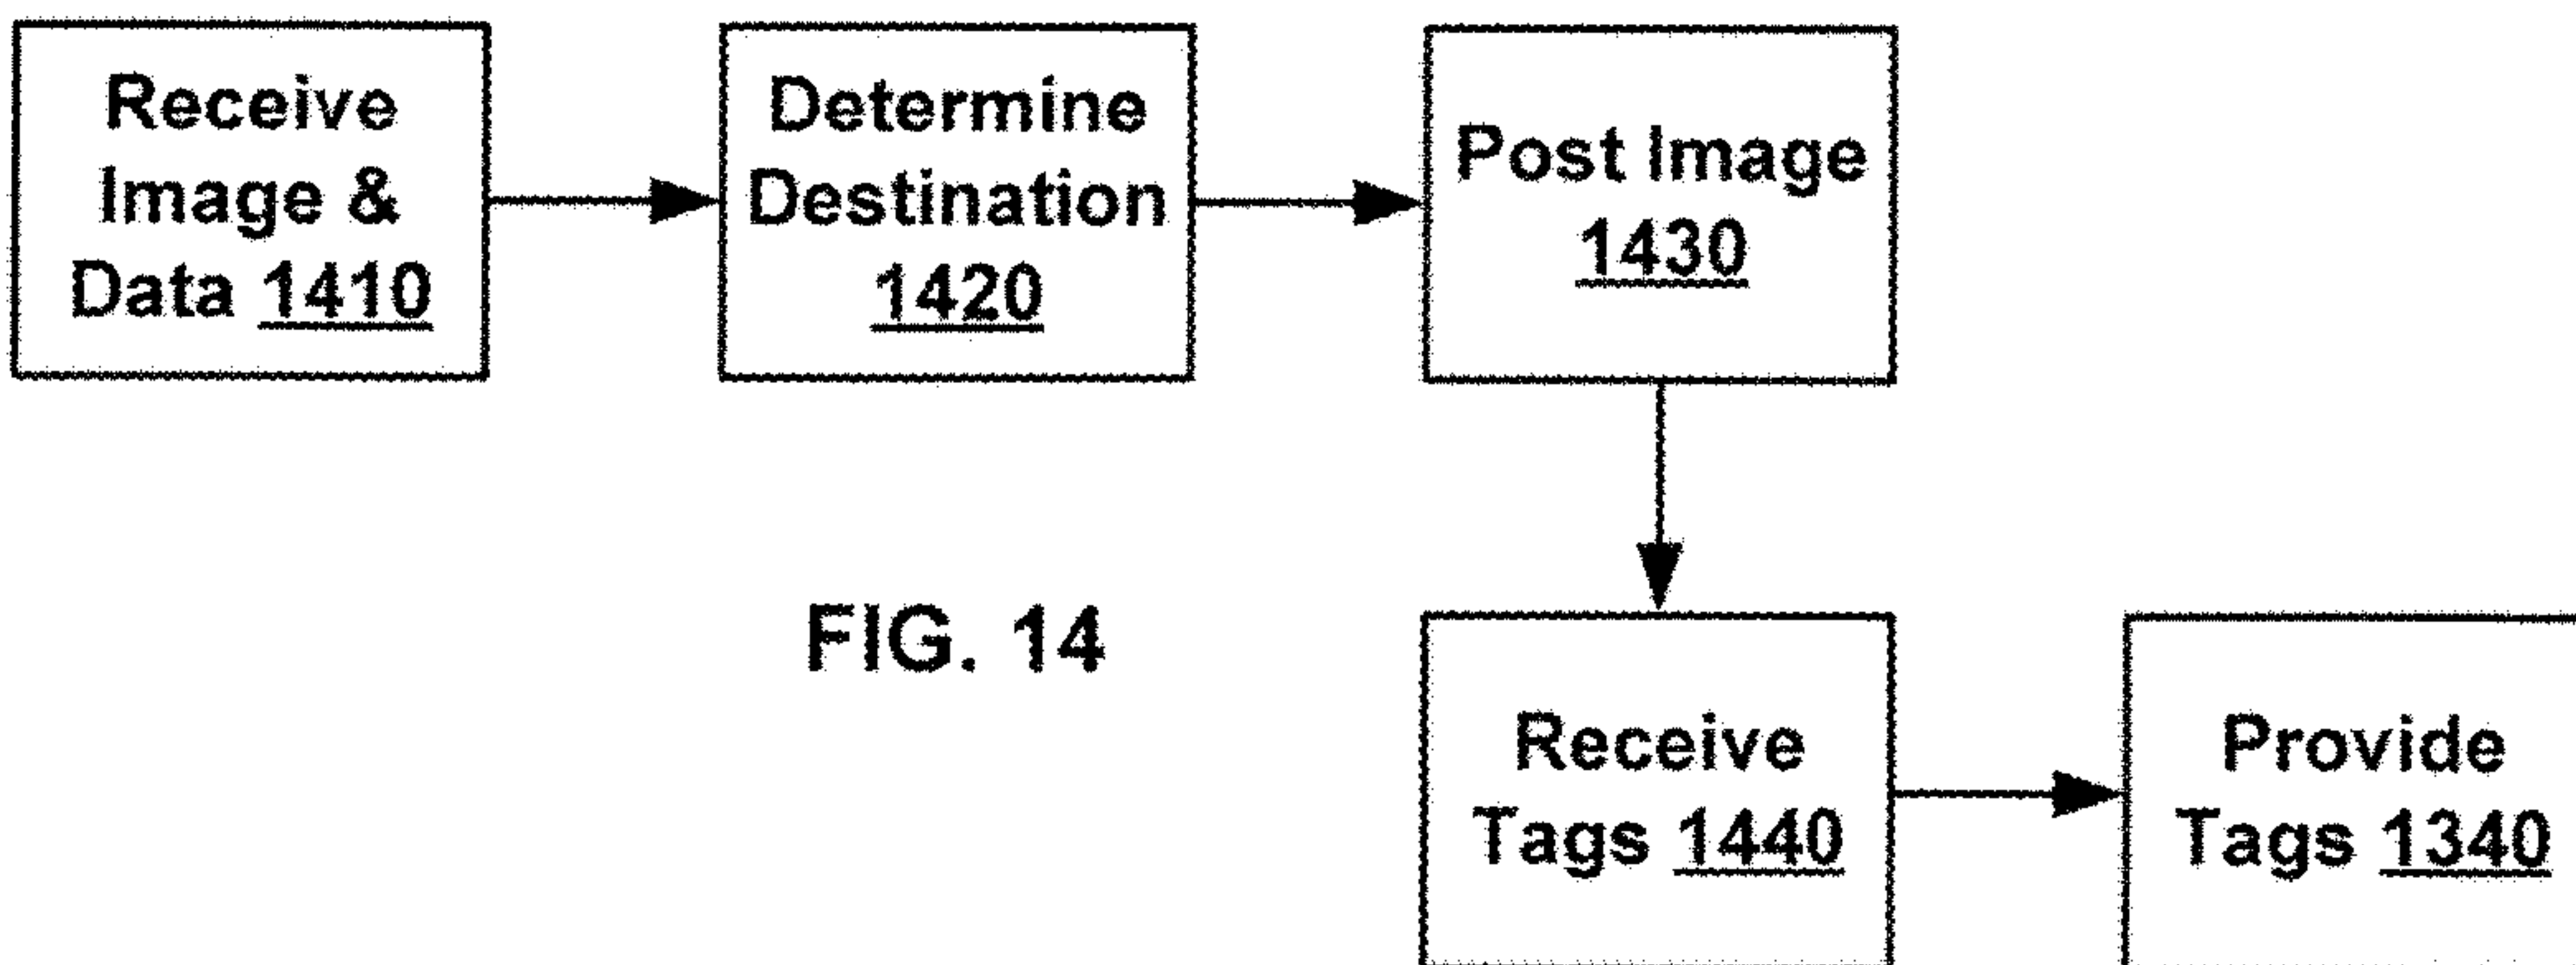 Receive
Image &
Data 1410
Determine
Destination
1420
Post Image
1430
FIG. 14
Receive
Tags 1440
Provide
Tags 1340